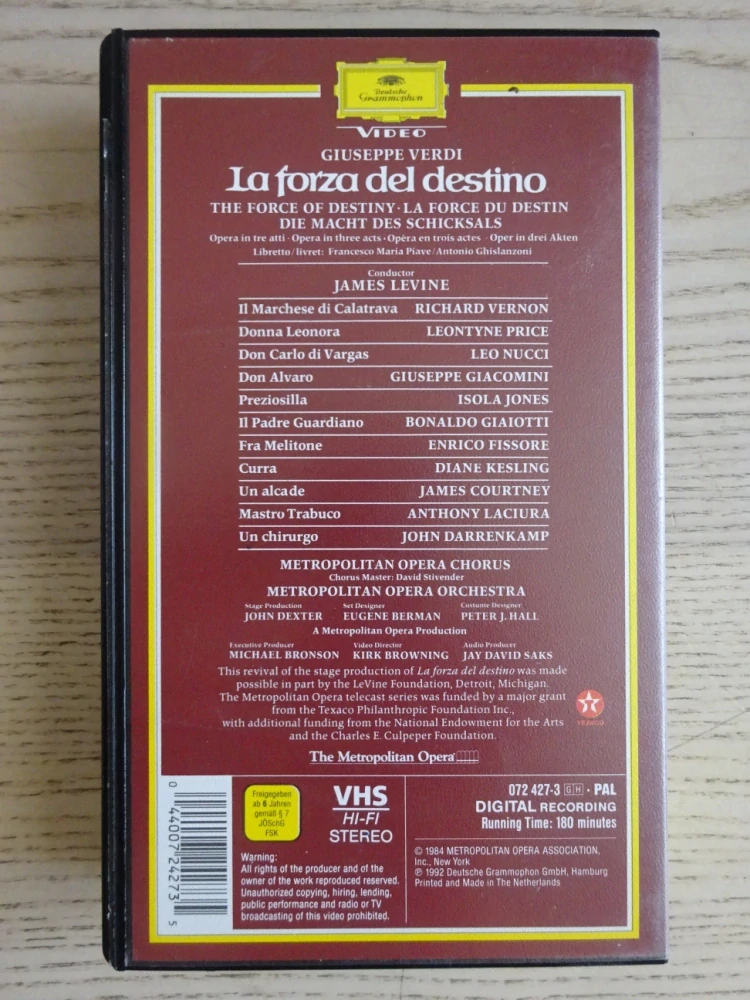 Deutsche
Grammophon
VIDEO
GIUSEPPE VERDI
La forza del destino
THE FORCE OF DESTINY · LA FORCE DU DESTIN
DIE MACHT DES SCHICKSALS
Opera in tre atti · Opera in three acts · Opéra en trois actes · Oper in drei Akten
Libretto/livret: Francesco Maria Piave/Antonio Ghislanzoni
Conductor
JAMES LEVINE
Il Marchese di Calatrava RICHARD VERNON
Donna Leonora LEONTYNE PRICE
Don Carlo di Vargas LEO NUCCI
Don Alvaro GIUSEPPE GIACOMINI
Preziosilla ISOLA JONES
Il Padre Guardiano BONALDO GIAIOTTI
Fra Melitone ENRICO FISSORE
Curra DIANE KESLING
Un alcade JAMES COURTNEY
Mastro Trabuco ANTHONY LACIURA
Un chirurgo JOHN DARRENKAMP
METROPOLITAN OPERA CHORUS
Chorus Master: David Stivender
METROPOLITAN OPERA ORCHESTRA
Stage Production Set Designer Costume Designer
JOHN DEXTER EUGENE BERMAN PETER J. HALL
A Metropolitan Opera Production
Executive Producer Video Director Audio Producer
MICHAEL BRONSON KIRK BROWNING JAY DAVID SAKS
This revival of the stage production of La forza del destino was made
possible in part by the LeVine Foundation, Detroit, Michigan.
The Metropolitan Opera telecast series was funded by a major grant
from the Texaco Philanthropic Foundation Inc.,
with additional funding from the National Endowment for the Arts
and the Charles E. Culpeper Foundation.
The Metropolitan Opera
0 44007 24273 5
Freigegeben
ab 6 Jahren
gemäß § 7
JÖSchG
FSK
VHS
HI-FI
STEREO
Warning:
All rights of the producer and of the
owner of the work reproduced reserved.
Unauthorized copying, hiring, lending,
public performance and radio or TV
broadcasting of this video prohibited.
072 427-3 GH · PAL
DIGITAL RECORDING
Running Time: 180 minutes
© 1984 METROPOLITAN OPERA ASSOCIATION,
Inc., New York
℗ 1992 Deutsche Grammophon GmbH, Hamburg
Printed and Made in The Netherlands